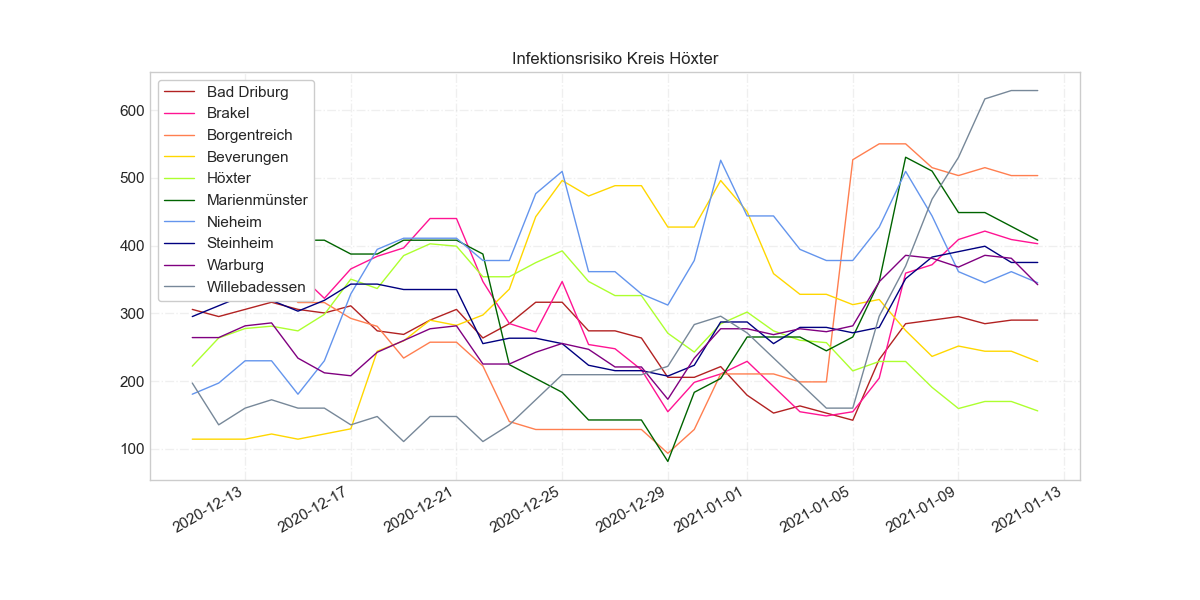 Infektionsrisiko Kreis Höxter
Bad Driburg
Brakel
Borgentreich
Beverungen
Höxter
Marienmünster
Nieheim
Steinheim
Warburg
Willebadessen
600
500
400
300
200
100
2020-12-13
2020-12-17
2020-12-21
2020-12-25
2020-12-29
2021-01-01
2021-01-05
2021-01-09
2021-01-13